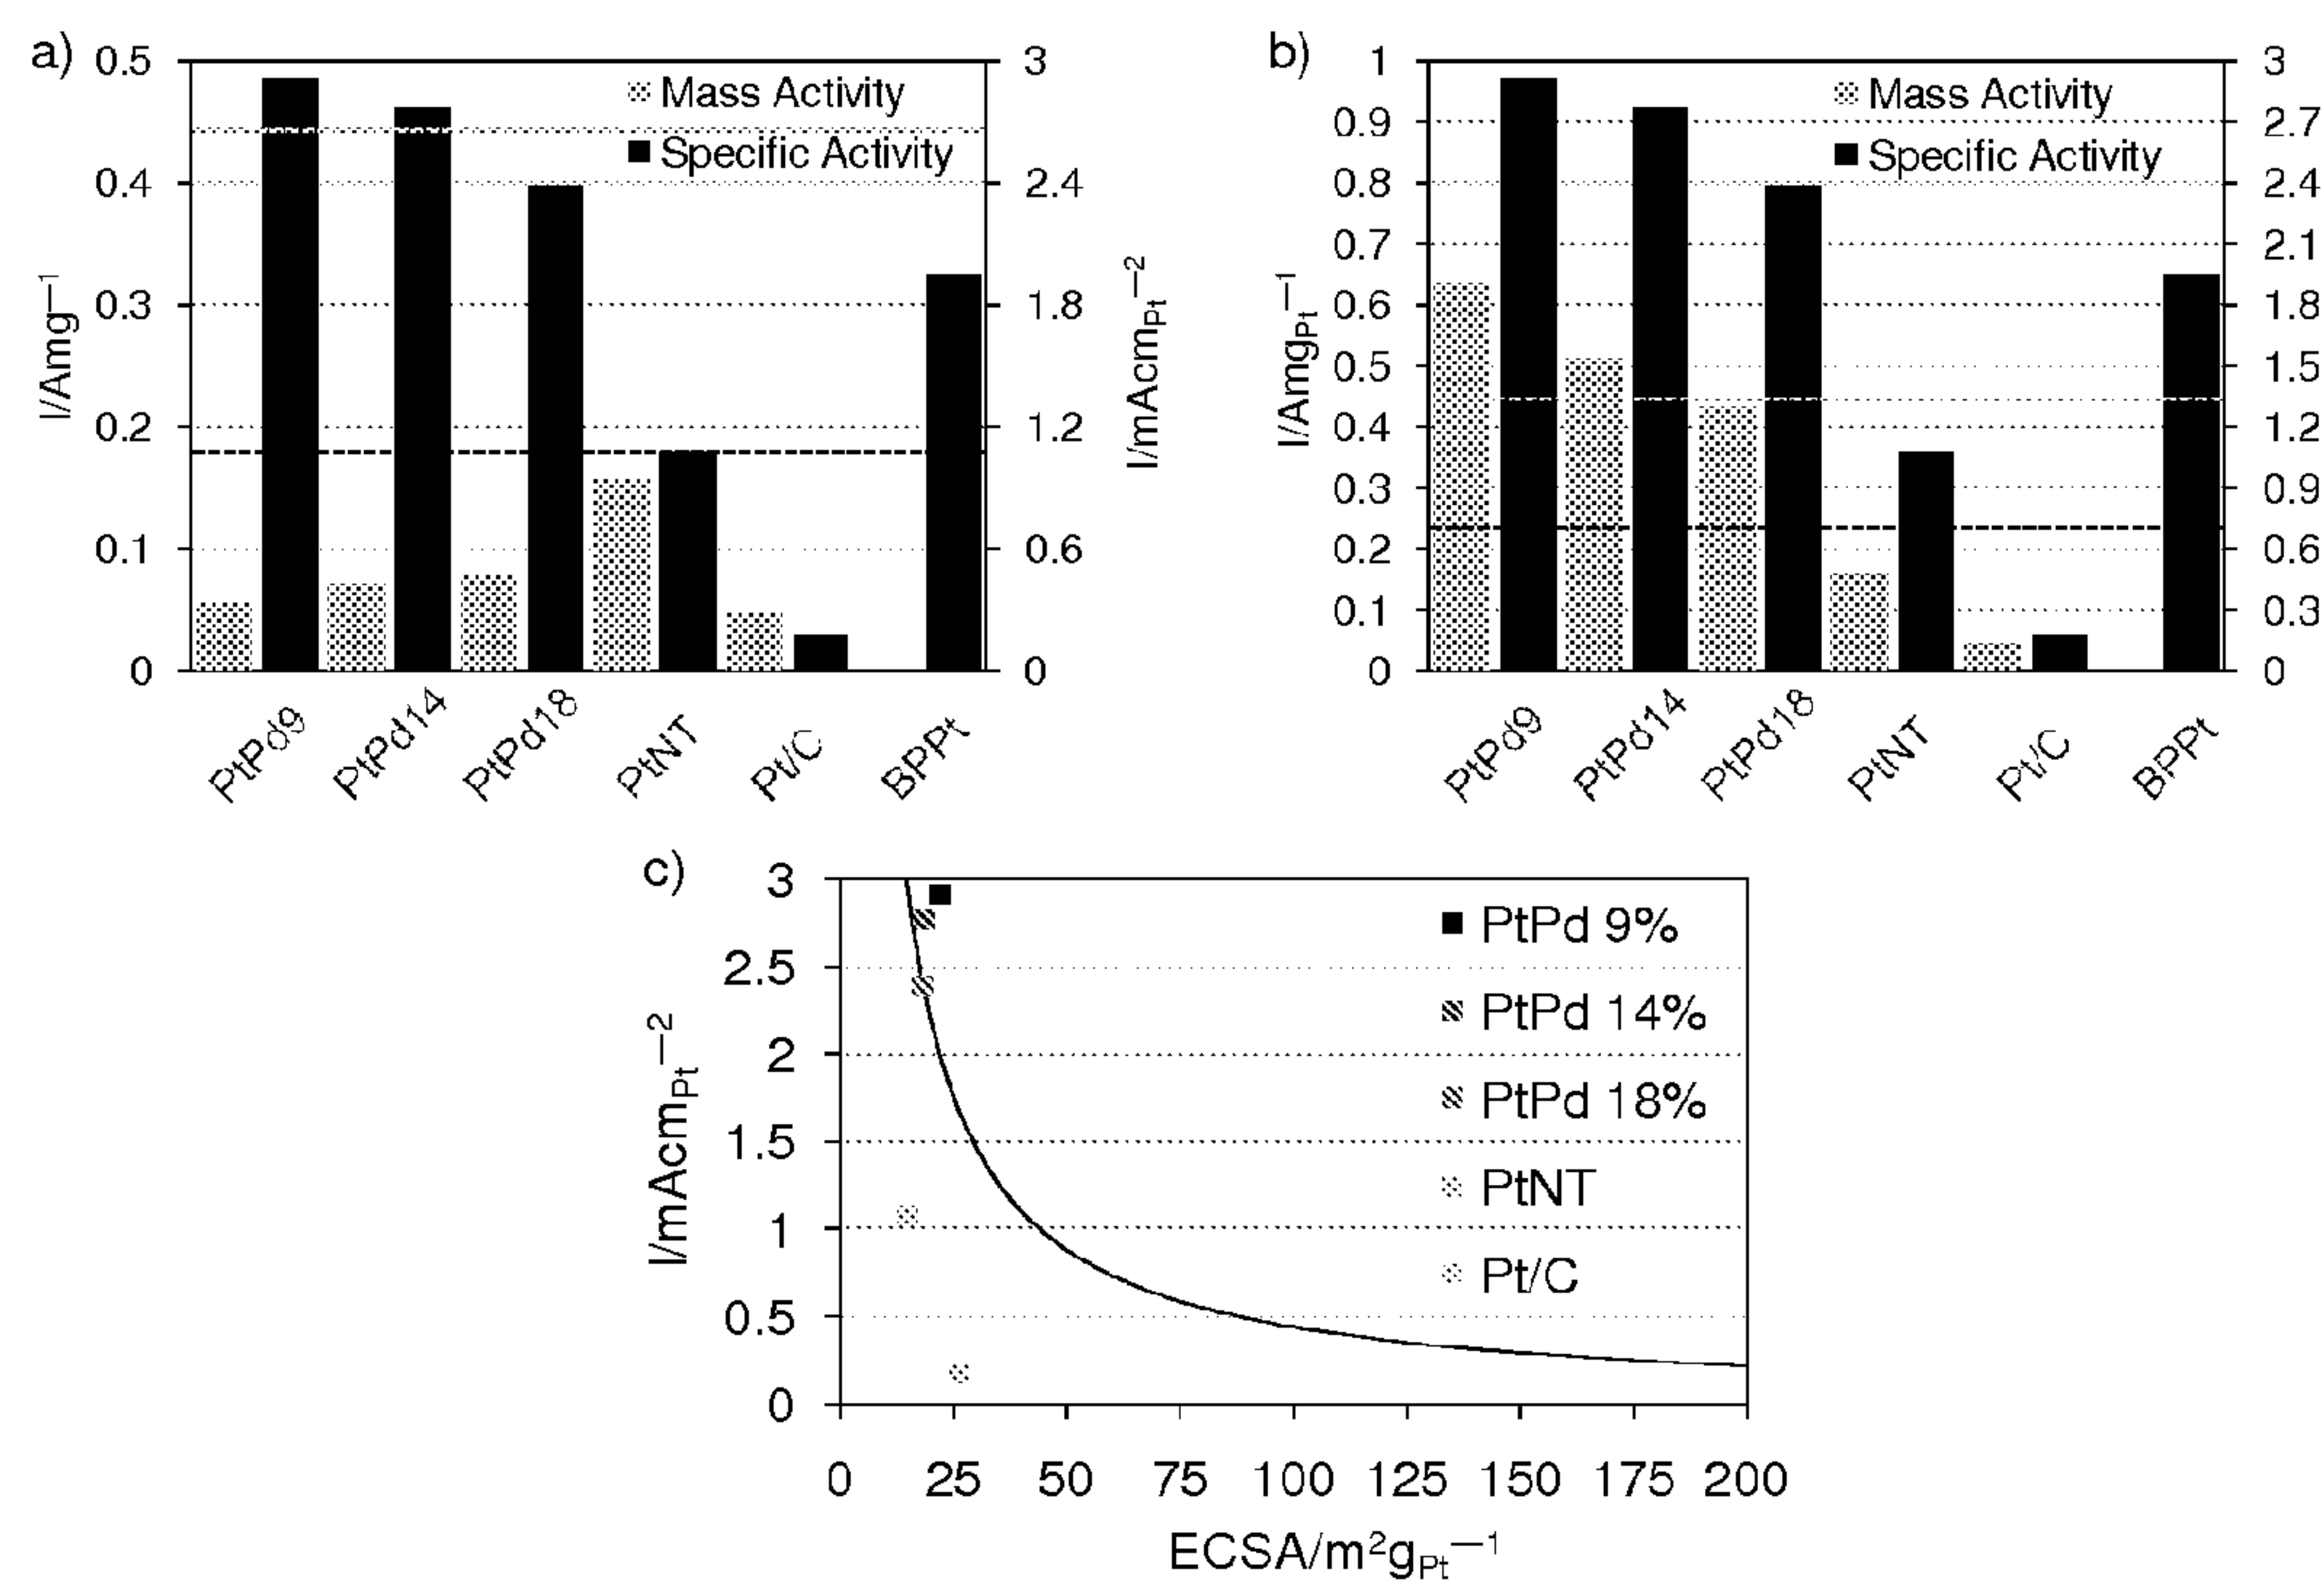 a)
0.5
0.4
0.3
0.2
0.1
0
I/Amg—1
Mass Activity
Specific Activity
3
2.4
1.8
1.2
0.6
0
I/mAcmPt—2
PtPd9
PtPd14
PtPd18
PtNT
Pt/C
BPPt
b)
1
0.9
0.8
0.7
0.6
0.5
0.4
0.3
0.2
0.1
0
I/AmgPt—1
Mass Activity
Specific Activity
3
2.7
2.4
2.1
1.8
1.5
1.2
0.9
0.6
0.3
0
PtPd9
PtPd14
PtPd18
PtNT
Pt/C
BPPt
c)
3
2.5
2
1.5
1
0.5
0
I/mAcmPt—2
PtPd 9%
PtPd 14%
PtPd 18%
PtNT
Pt/C
0 25 50 75 100 125 150 175 200
ECSA/m²gPt—1